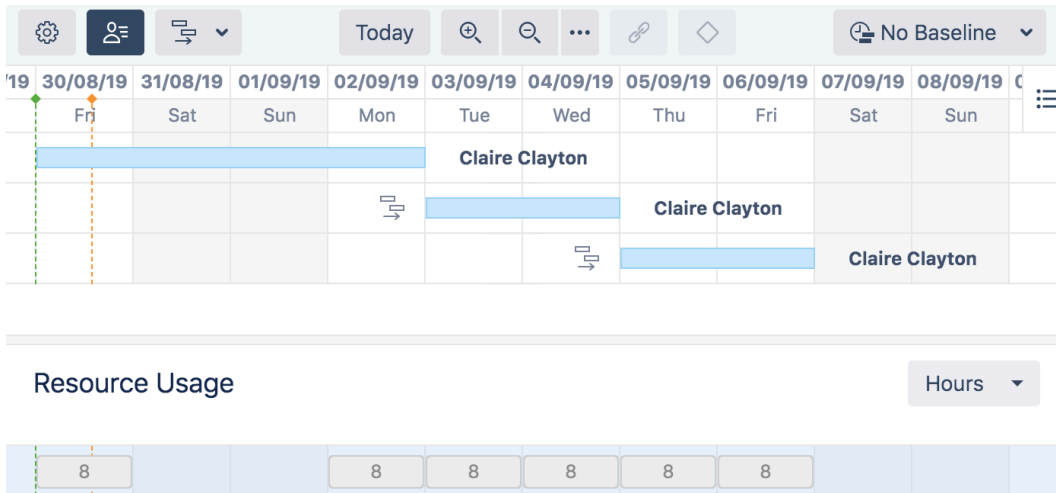 Today No Baseline
/19 30/08/19 31/08/19 01/09/19 02/09/19 03/09/19 04/09/19 05/09/19 06/09/19 07/09/19 08/09/19
Fri Sat Sun Mon Tue Wed Thu Fri Sat Sun
Claire Clayton
Claire Clayton
Claire Clayton
Resource Usage Hours
8 8 8 8 8 8